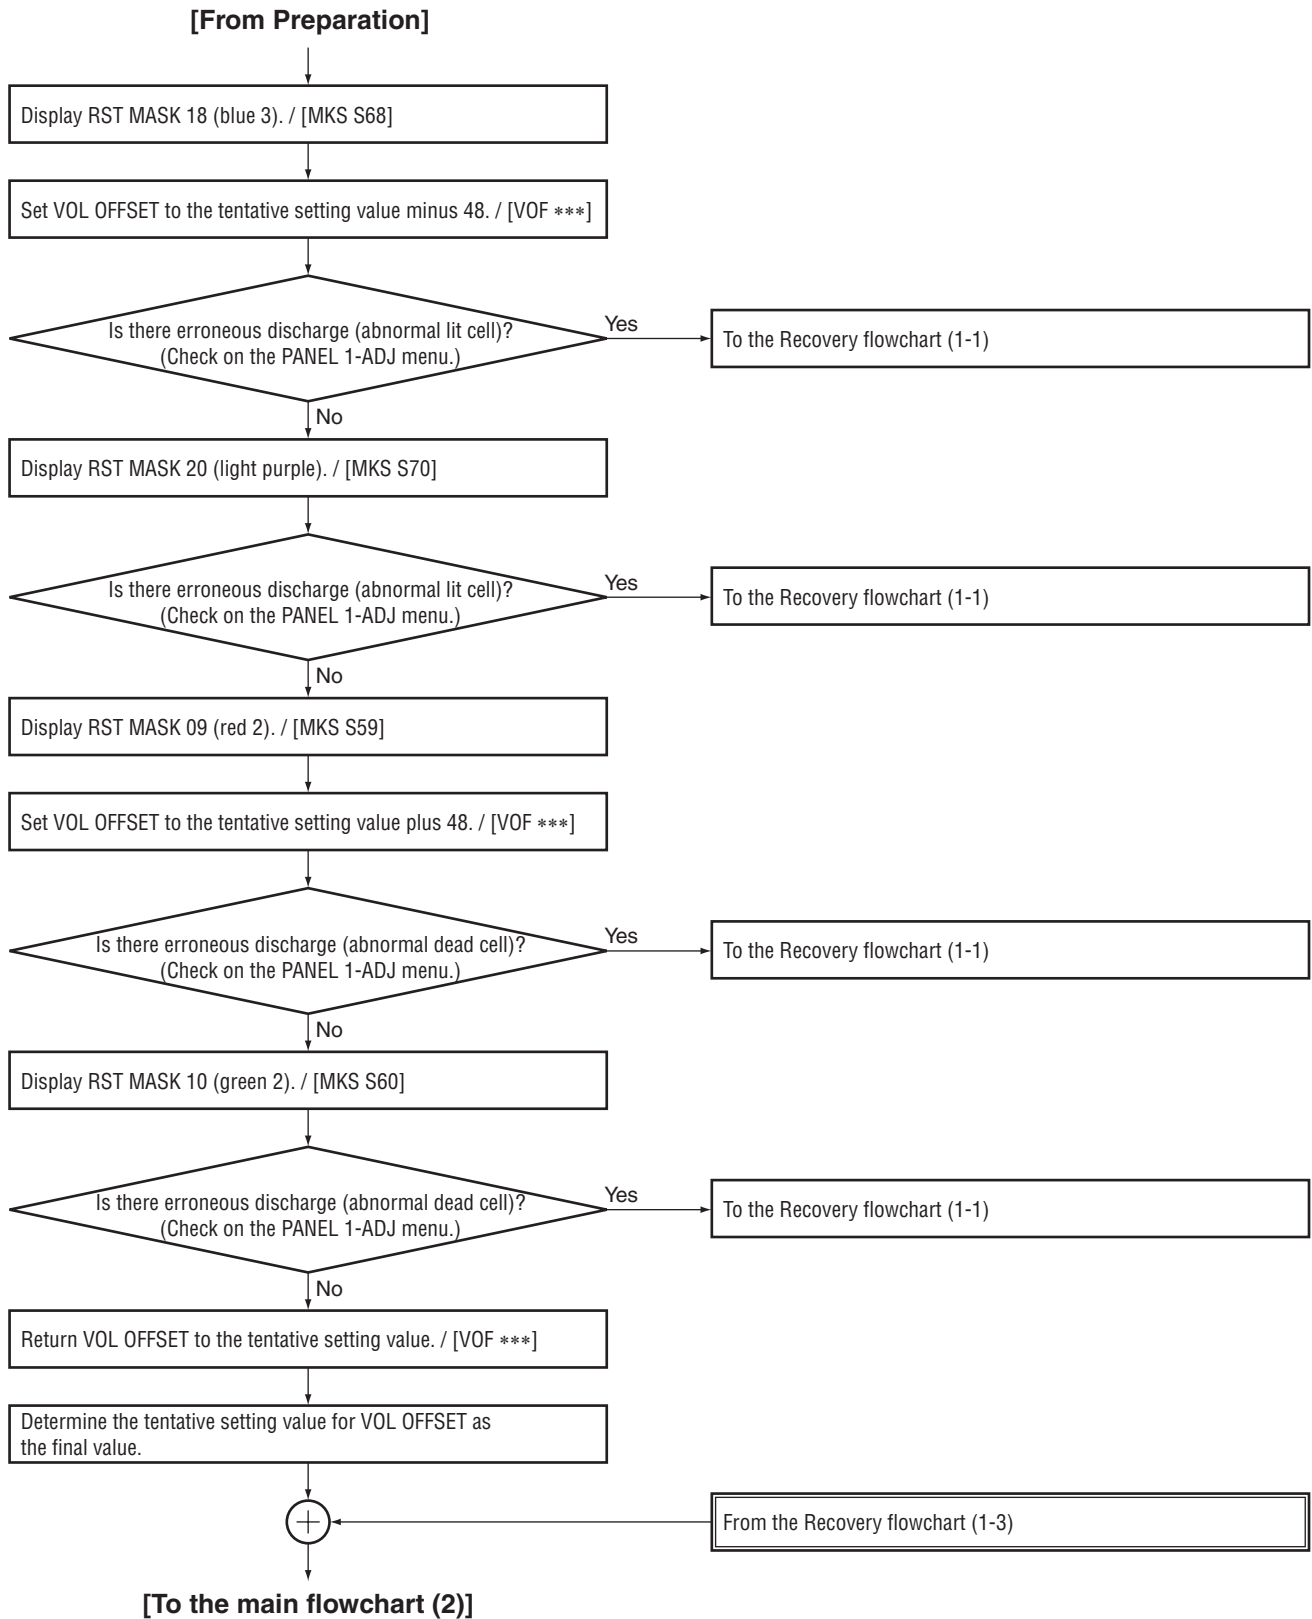 [From Preparation]
Display RST MASK 18 (blue 3). / [MKS S68]
Set VOL OFFSET to the tentative setting value minus 48. / [VOF ***]
Is there erroneous discharge (abnormal lit cell)?
(Check on the PANEL 1-ADJ menu.)
Yes
To the Recovery flowchart (1-1)
No
Display RST MASK 20 (light purple). / [MKS S70]
Is there erroneous discharge (abnormal lit cell)?
(Check on the PANEL 1-ADJ menu.)
Yes
To the Recovery flowchart (1-1)
No
Display RST MASK 09 (red 2). / [MKS S59]
Set VOL OFFSET to the tentative setting value plus 48. / [VOF ***]
Is there erroneous discharge (abnormal dead cell)?
(Check on the PANEL 1-ADJ menu.)
Yes
To the Recovery flowchart (1-1)
No
Display RST MASK 10 (green 2). / [MKS S60]
Is there erroneous discharge (abnormal dead cell)?
(Check on the PANEL 1-ADJ menu.)
Yes
To the Recovery flowchart (1-1)
No
Return VOL OFFSET to the tentative setting value. / [VOF ***]
Determine the tentative setting value for VOL OFFSET as
the final value.
From the Recovery flowchart (1-3)
[To the main flowchart (2)]